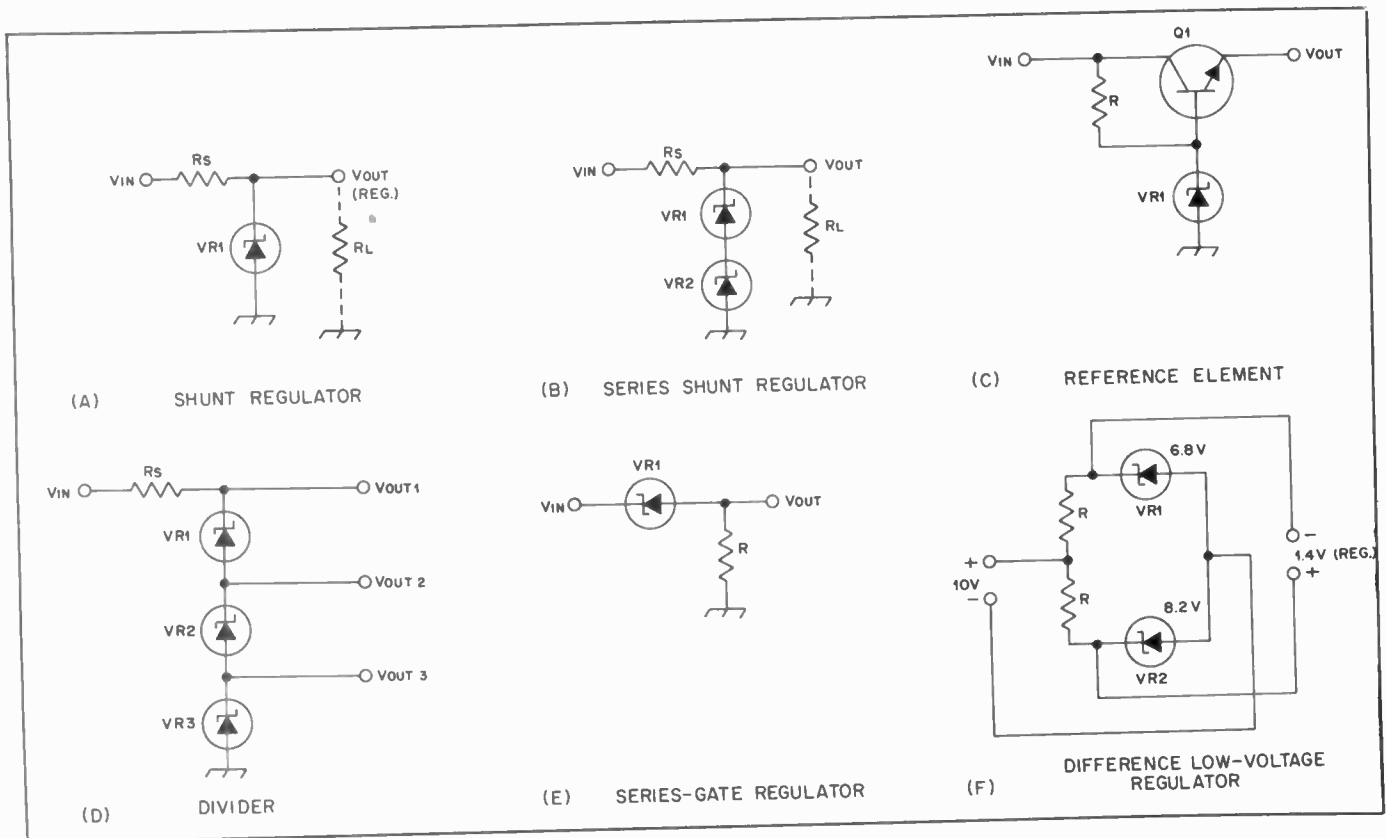 VIN
RS
VOUT
(REG.)
VR1
RL
(A) SHUNT REGULATOR
VIN
RS
VOUT
VR1
VR2
RL
(B) SERIES SHUNT REGULATOR
Q1
VIN
VOUT
R
VR1
(C) REFERENCE ELEMENT
VIN
RS
VOUT 1
VR1
VOUT 2
VR2
VOUT 3
VR3
(D) DIVIDER
VR1
VIN
VOUT
R
(E) SERIES-GATE REGULATOR
6.8 V
VR1
R
+
10V
-
R
8.2 V
VR2
-
1.4V (REG.)
+
(F) DIFFERENCE LOW-VOLTAGE
REGULATOR